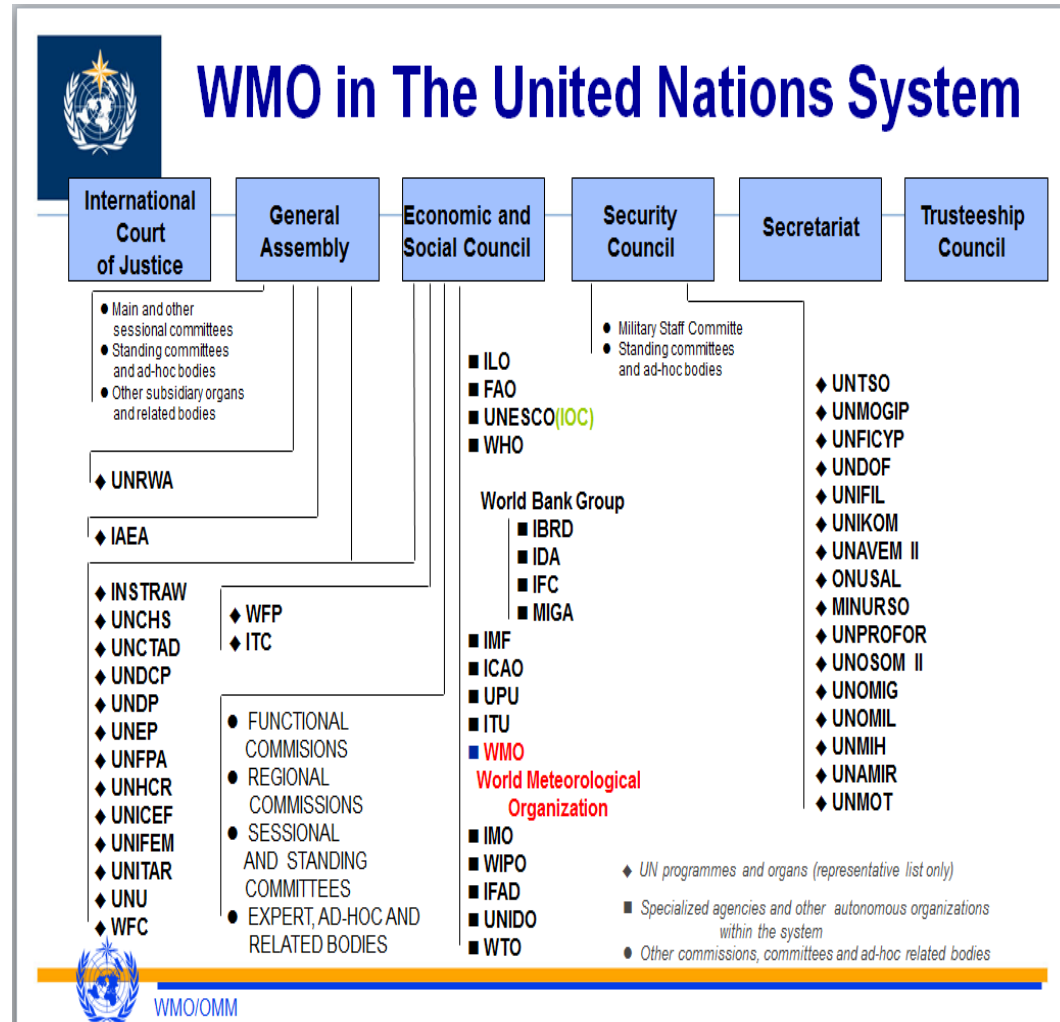 WMO in The United Nations System
International
Court
of Justice
General
Assembly
Economic and
Social Council
Security
Council
Secretariat
Trusteeship
Council
● Main and other
sessional committees
● Standing committees
and ad-hoc bodies
● Other subsidiary organs
and related bodies
◆ UNRWA
◆ IAEA
◆ INSTRAW
◆ UNCHS
◆ UNCTAD
◆ UNDCP
◆ UNDP
◆ UNEP
◆ UNFPA
◆ UNHCR
◆ UNICEF
◆ UNIFEM
◆ UNITAR
◆ UNU
◆ WFC
◆ WFP
◆ ITC
● FUNCTIONAL
COMMISIONS
● REGIONAL
COMMISSIONS
● SESSIONAL
AND STANDING
COMMITTEES
● EXPERT, AD-HOC AND
RELATED BODIES
■ ILO
■ FAO
■ UNESCO(IOC)
■ WHO
World Bank Group
■ IBRD
■ IDA
■ IFC
■ MIGA
■ IMF
■ ICAO
■ UPU
■ ITU
■ WMO
World Meteorological
Organization
■ IMO
■ WIPO
■ IFAD
■ UNIDO
■ WTO
● Military Staff Committe
● Standing committees
and ad-hoc bodies
◆ UNTSO
◆ UNMOGIP
◆ UNFICYP
◆ UNDOF
◆ UNIFIL
◆ UNIKOM
◆ UNAVEM II
◆ ONUSAL
◆ MINURSO
◆ UNPROFOR
◆ UNOSOM II
◆ UNOMIG
◆ UNOMIL
◆ UNMIH
◆ UNAMIR
◆ UNMOT
◆ UN programmes and organs (representative list only)
■ Specialized agencies and other autonomous organizations
within the system
● Other commissions, committees and ad-hoc related bodies
WMO/OMM